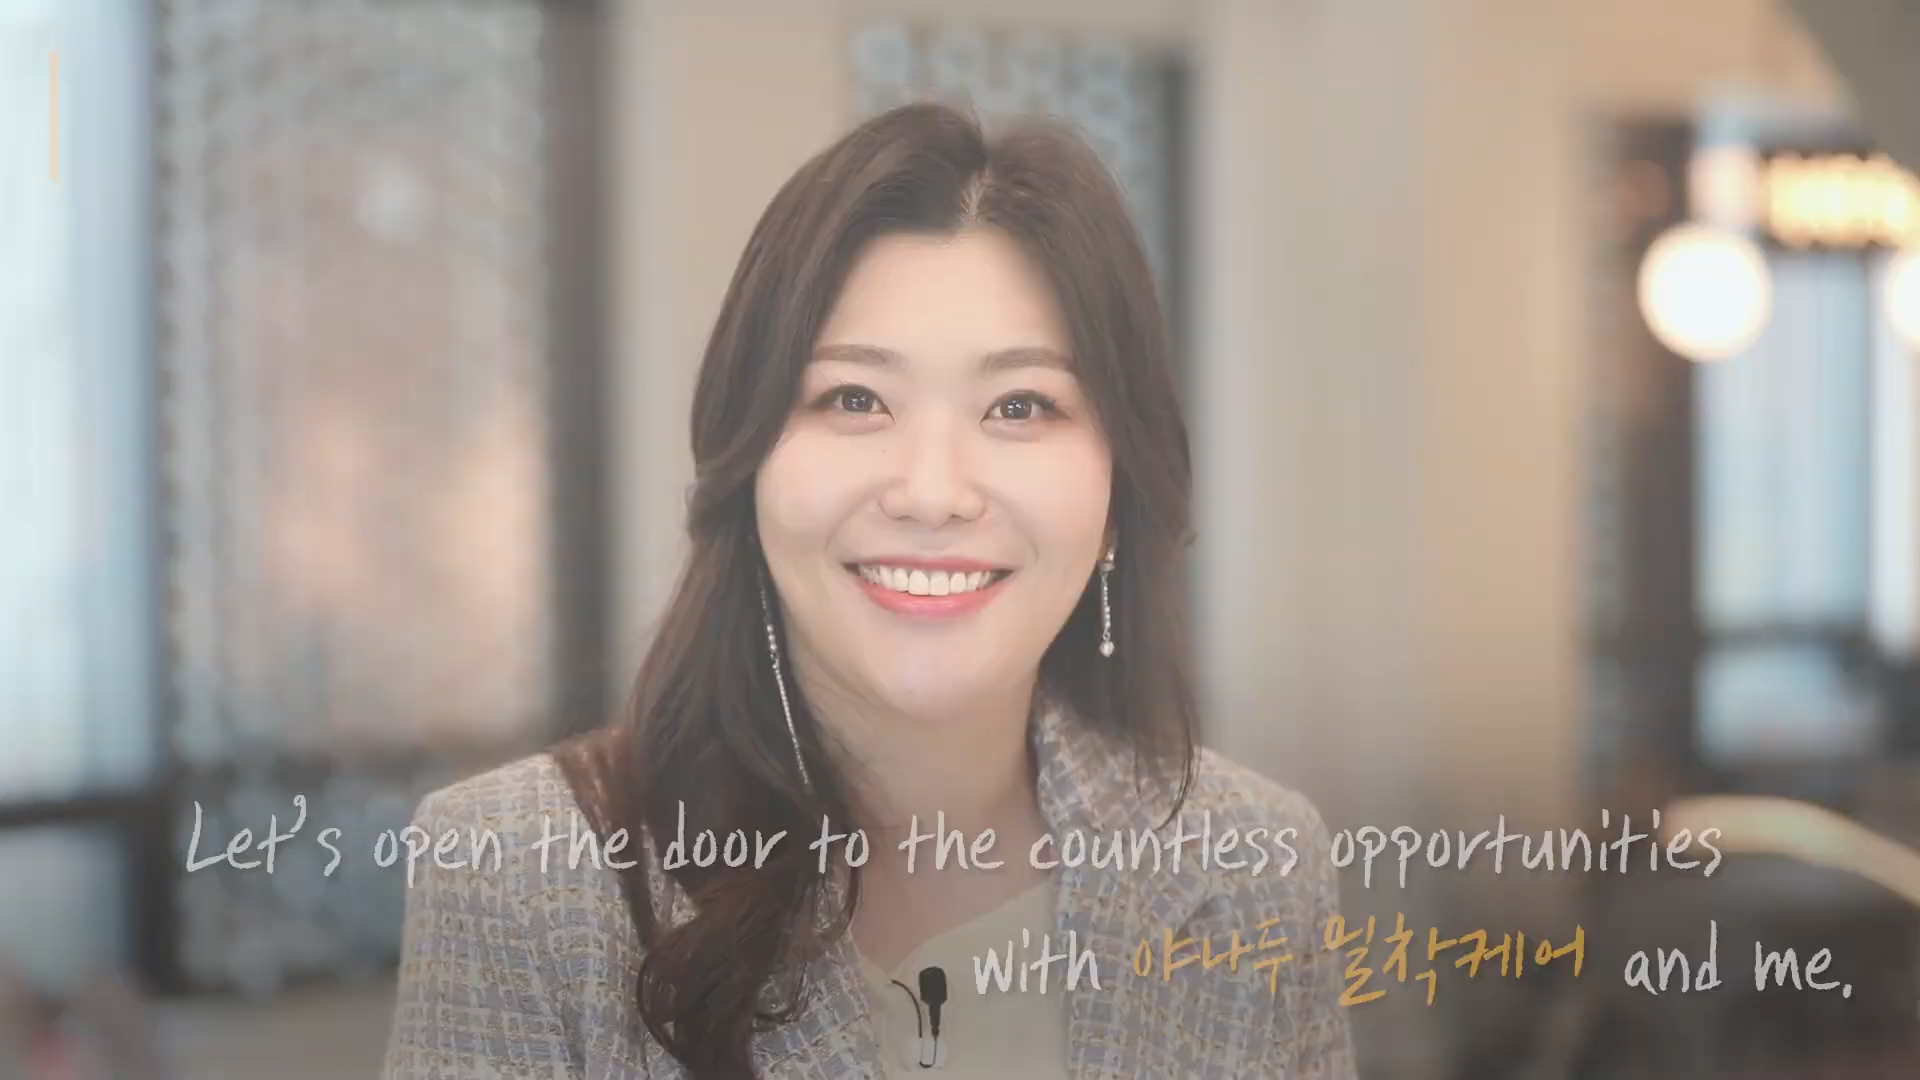 Let's open the door to the countless opportunities
with 야나두 밀착케어 and me.